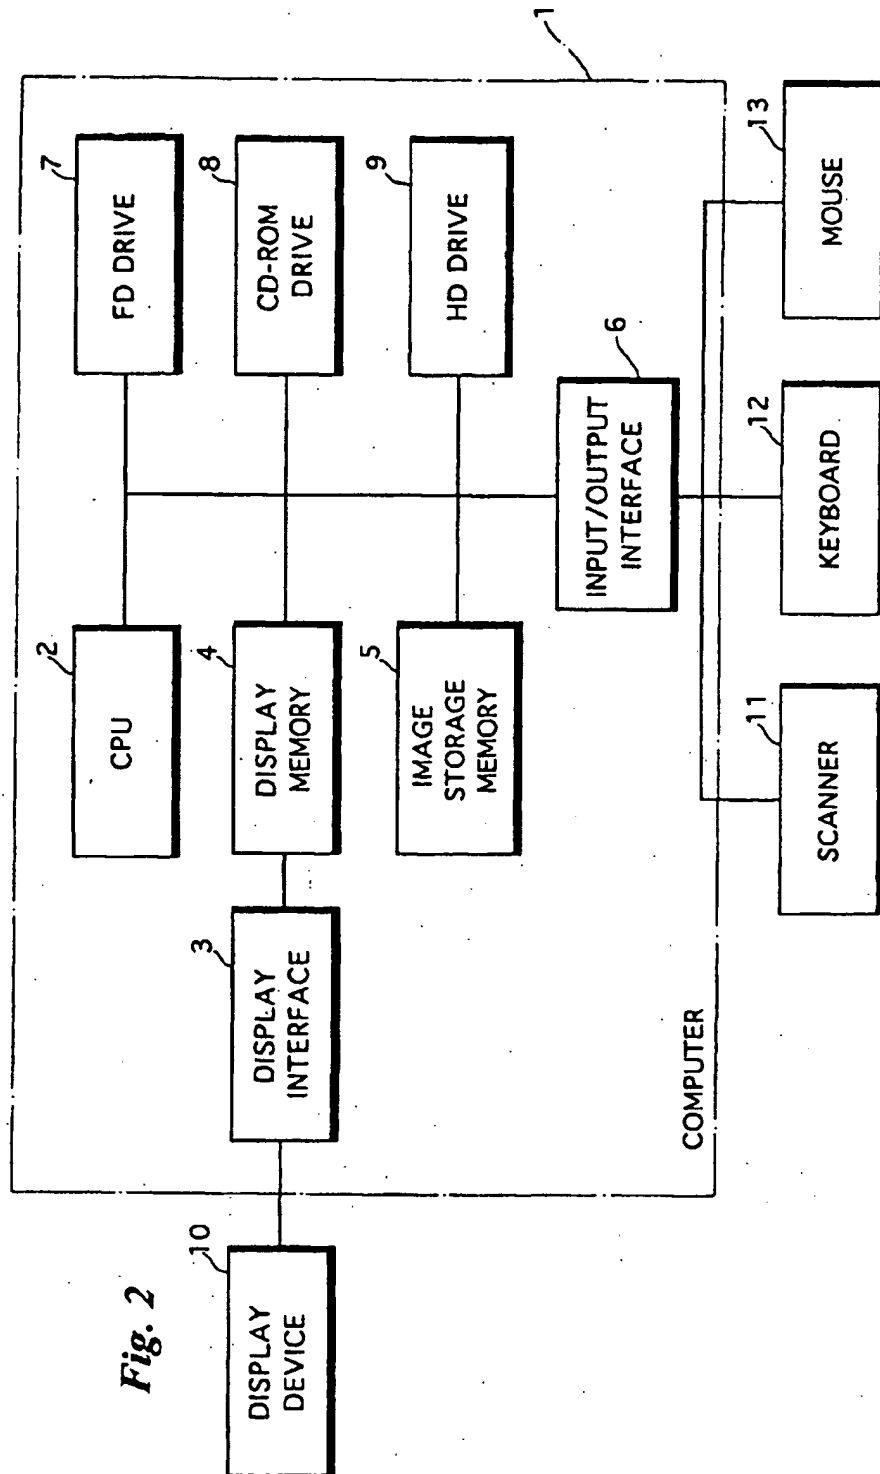 Fig. 2
1
2
CPU
7
FD DRIVE
10
DISPLAY
DEVICE
3
DISPLAY
INTERFACE
4
DISPLAY
MEMORY
8
CD-ROM
DRIVE
5
IMAGE
STORAGE
MEMORY
9
HD DRIVE
6
INPUT/OUTPUT
INTERFACE
COMPUTER
11
SCANNER
12
KEYBOARD
13
MOUSE